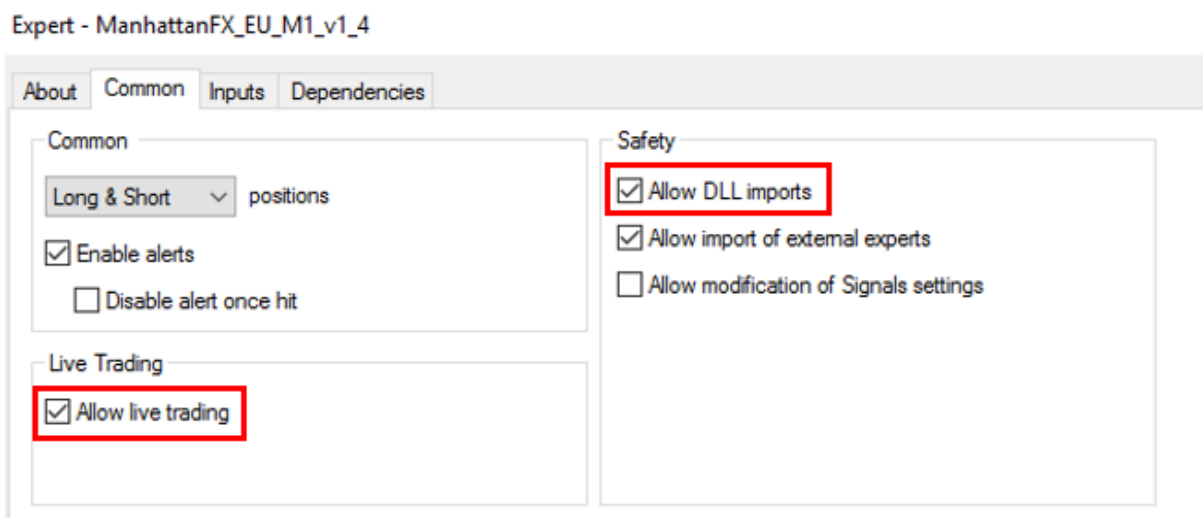 Expert - ManhattanFX_EU_M1_v1_4
About Common Inputs Dependencies
Common
Long & Short positions
Enable alerts
Disable alert once hit
Live Trading
Allow live trading
Safety
Allow DLL imports
Allow import of external experts
Allow modification of Signals settings